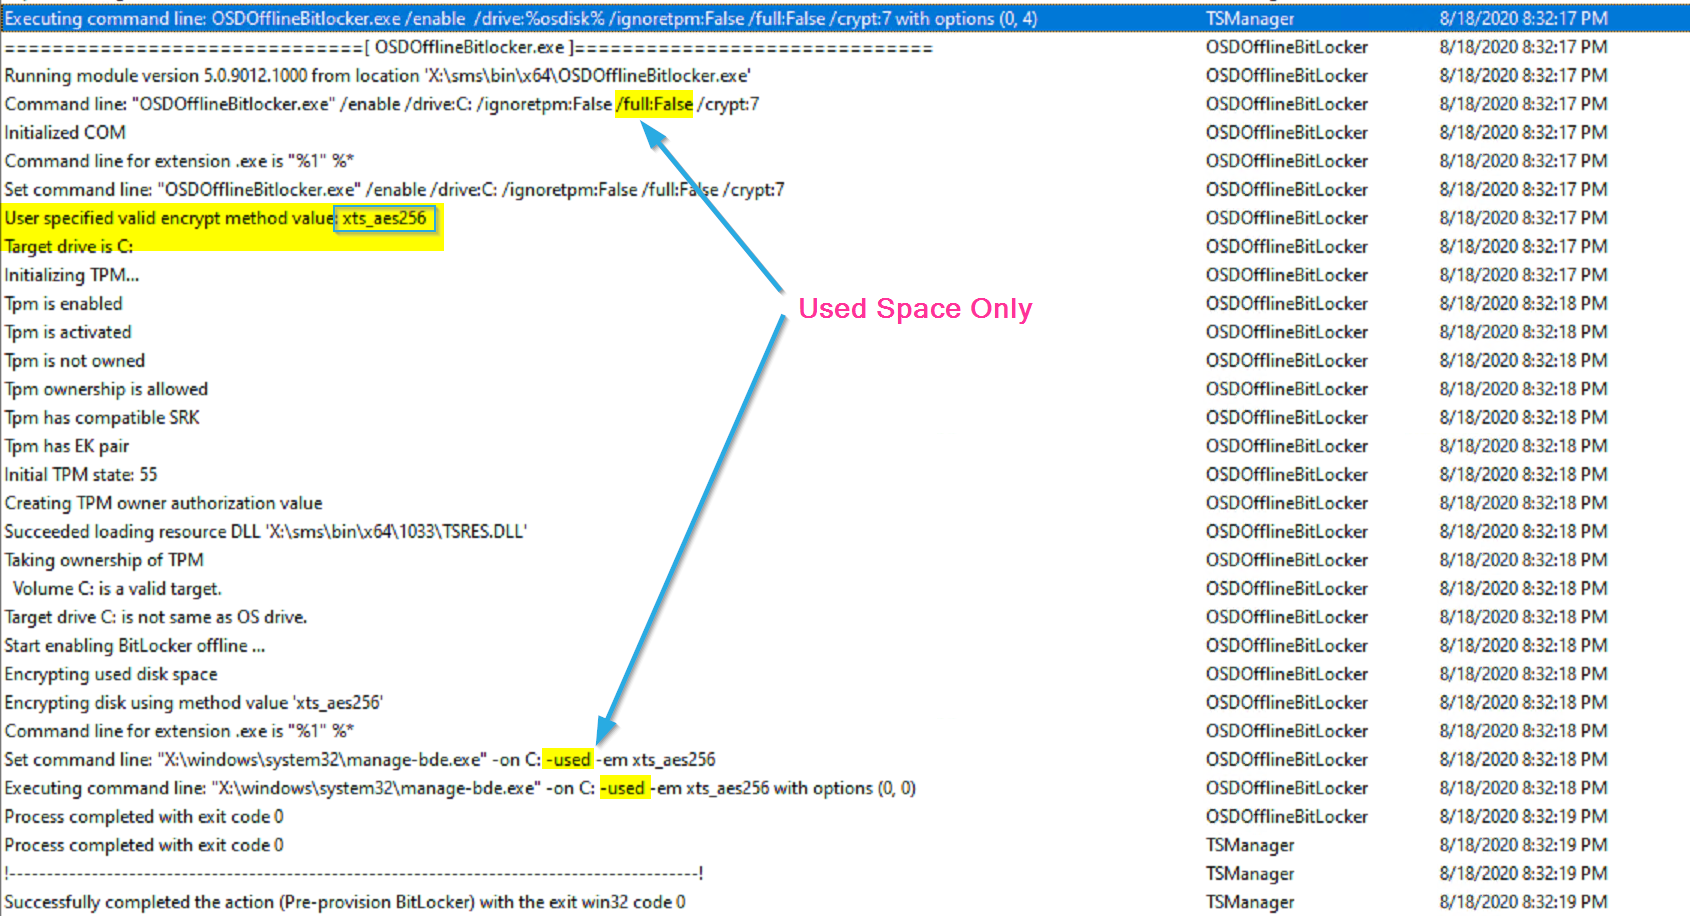 Executing command line: OSDOfflineBitlocker.exe /enable  /drive:%osdisk% /ignoretpm:False /full:False /crypt:7 with options (0, 4) TSManager 8/18/2020 8:32:17 PM
==============================[ OSDOfflineBitlocker.exe ]============================== OSDOfflineBitLocker 8/18/2020 8:32:17 PM
Running module version 5.0.9012.1000 from location 'X:\sms\bin\x64\OSDOfflineBitlocker.exe' OSDOfflineBitLocker 8/18/2020 8:32:17 PM
Command line: "OSDOfflineBitlocker.exe" /enable /drive:C: /ignoretpm:False /full:False /crypt:7 OSDOfflineBitLocker 8/18/2020 8:32:17 PM
Initialized COM OSDOfflineBitLocker 8/18/2020 8:32:17 PM
Command line for extension .exe is "%1" %* OSDOfflineBitLocker 8/18/2020 8:32:17 PM
Set command line: "OSDOfflineBitlocker.exe" /enable /drive:C: /ignoretpm:False /full:False /crypt:7 OSDOfflineBitLocker 8/18/2020 8:32:17 PM
User specified valid encrypt method value: xts_aes256 OSDOfflineBitLocker 8/18/2020 8:32:17 PM
Target drive is C: OSDOfflineBitLocker 8/18/2020 8:32:17 PM
Initializing TPM... OSDOfflineBitLocker 8/18/2020 8:32:17 PM
Tpm is enabled OSDOfflineBitLocker 8/18/2020 8:32:18 PM
Used Space Only
Tpm is activated OSDOfflineBitLocker 8/18/2020 8:32:18 PM
Tpm is not owned OSDOfflineBitLocker 8/18/2020 8:32:18 PM
Tpm ownership is allowed OSDOfflineBitLocker 8/18/2020 8:32:18 PM
Tpm has compatible SRK OSDOfflineBitLocker 8/18/2020 8:32:18 PM
Tpm has EK pair OSDOfflineBitLocker 8/18/2020 8:32:18 PM
Initial TPM state: 55 OSDOfflineBitLocker 8/18/2020 8:32:18 PM
Creating TPM owner authorization value OSDOfflineBitLocker 8/18/2020 8:32:18 PM
Succeeded loading resource DLL 'X:\sms\bin\x64\1033\TSRES.DLL' OSDOfflineBitLocker 8/18/2020 8:32:18 PM
Taking ownership of TPM OSDOfflineBitLocker 8/18/2020 8:32:18 PM
Volume C: is a valid target. OSDOfflineBitLocker 8/18/2020 8:32:18 PM
Target drive C: is not same as OS drive. OSDOfflineBitLocker 8/18/2020 8:32:18 PM
Start enabling BitLocker offline ... OSDOfflineBitLocker 8/18/2020 8:32:18 PM
Encrypting used disk space OSDOfflineBitLocker 8/18/2020 8:32:18 PM
Encrypting disk using method value 'xts_aes256' OSDOfflineBitLocker 8/18/2020 8:32:18 PM
Command line for extension .exe is "%1" %* OSDOfflineBitLocker 8/18/2020 8:32:18 PM
Set command line: "X:\windows\system32\manage-bde.exe" -on C: -used -em xts_aes256 OSDOfflineBitLocker 8/18/2020 8:32:18 PM
Executing command line: "X:\windows\system32\manage-bde.exe" -on C: -used -em xts_aes256 with options (0, 0) OSDOfflineBitLocker 8/18/2020 8:32:18 PM
Process completed with exit code 0 OSDOfflineBitLocker 8/18/2020 8:32:19 PM
Process completed with exit code 0 TSManager 8/18/2020 8:32:19 PM
!--------------------------------------------------------------------------------------------! TSManager 8/18/2020 8:32:19 PM
Successfully completed the action (Pre-provision BitLocker) with the exit win32 code 0 TSManager 8/18/2020 8:32:19 PM